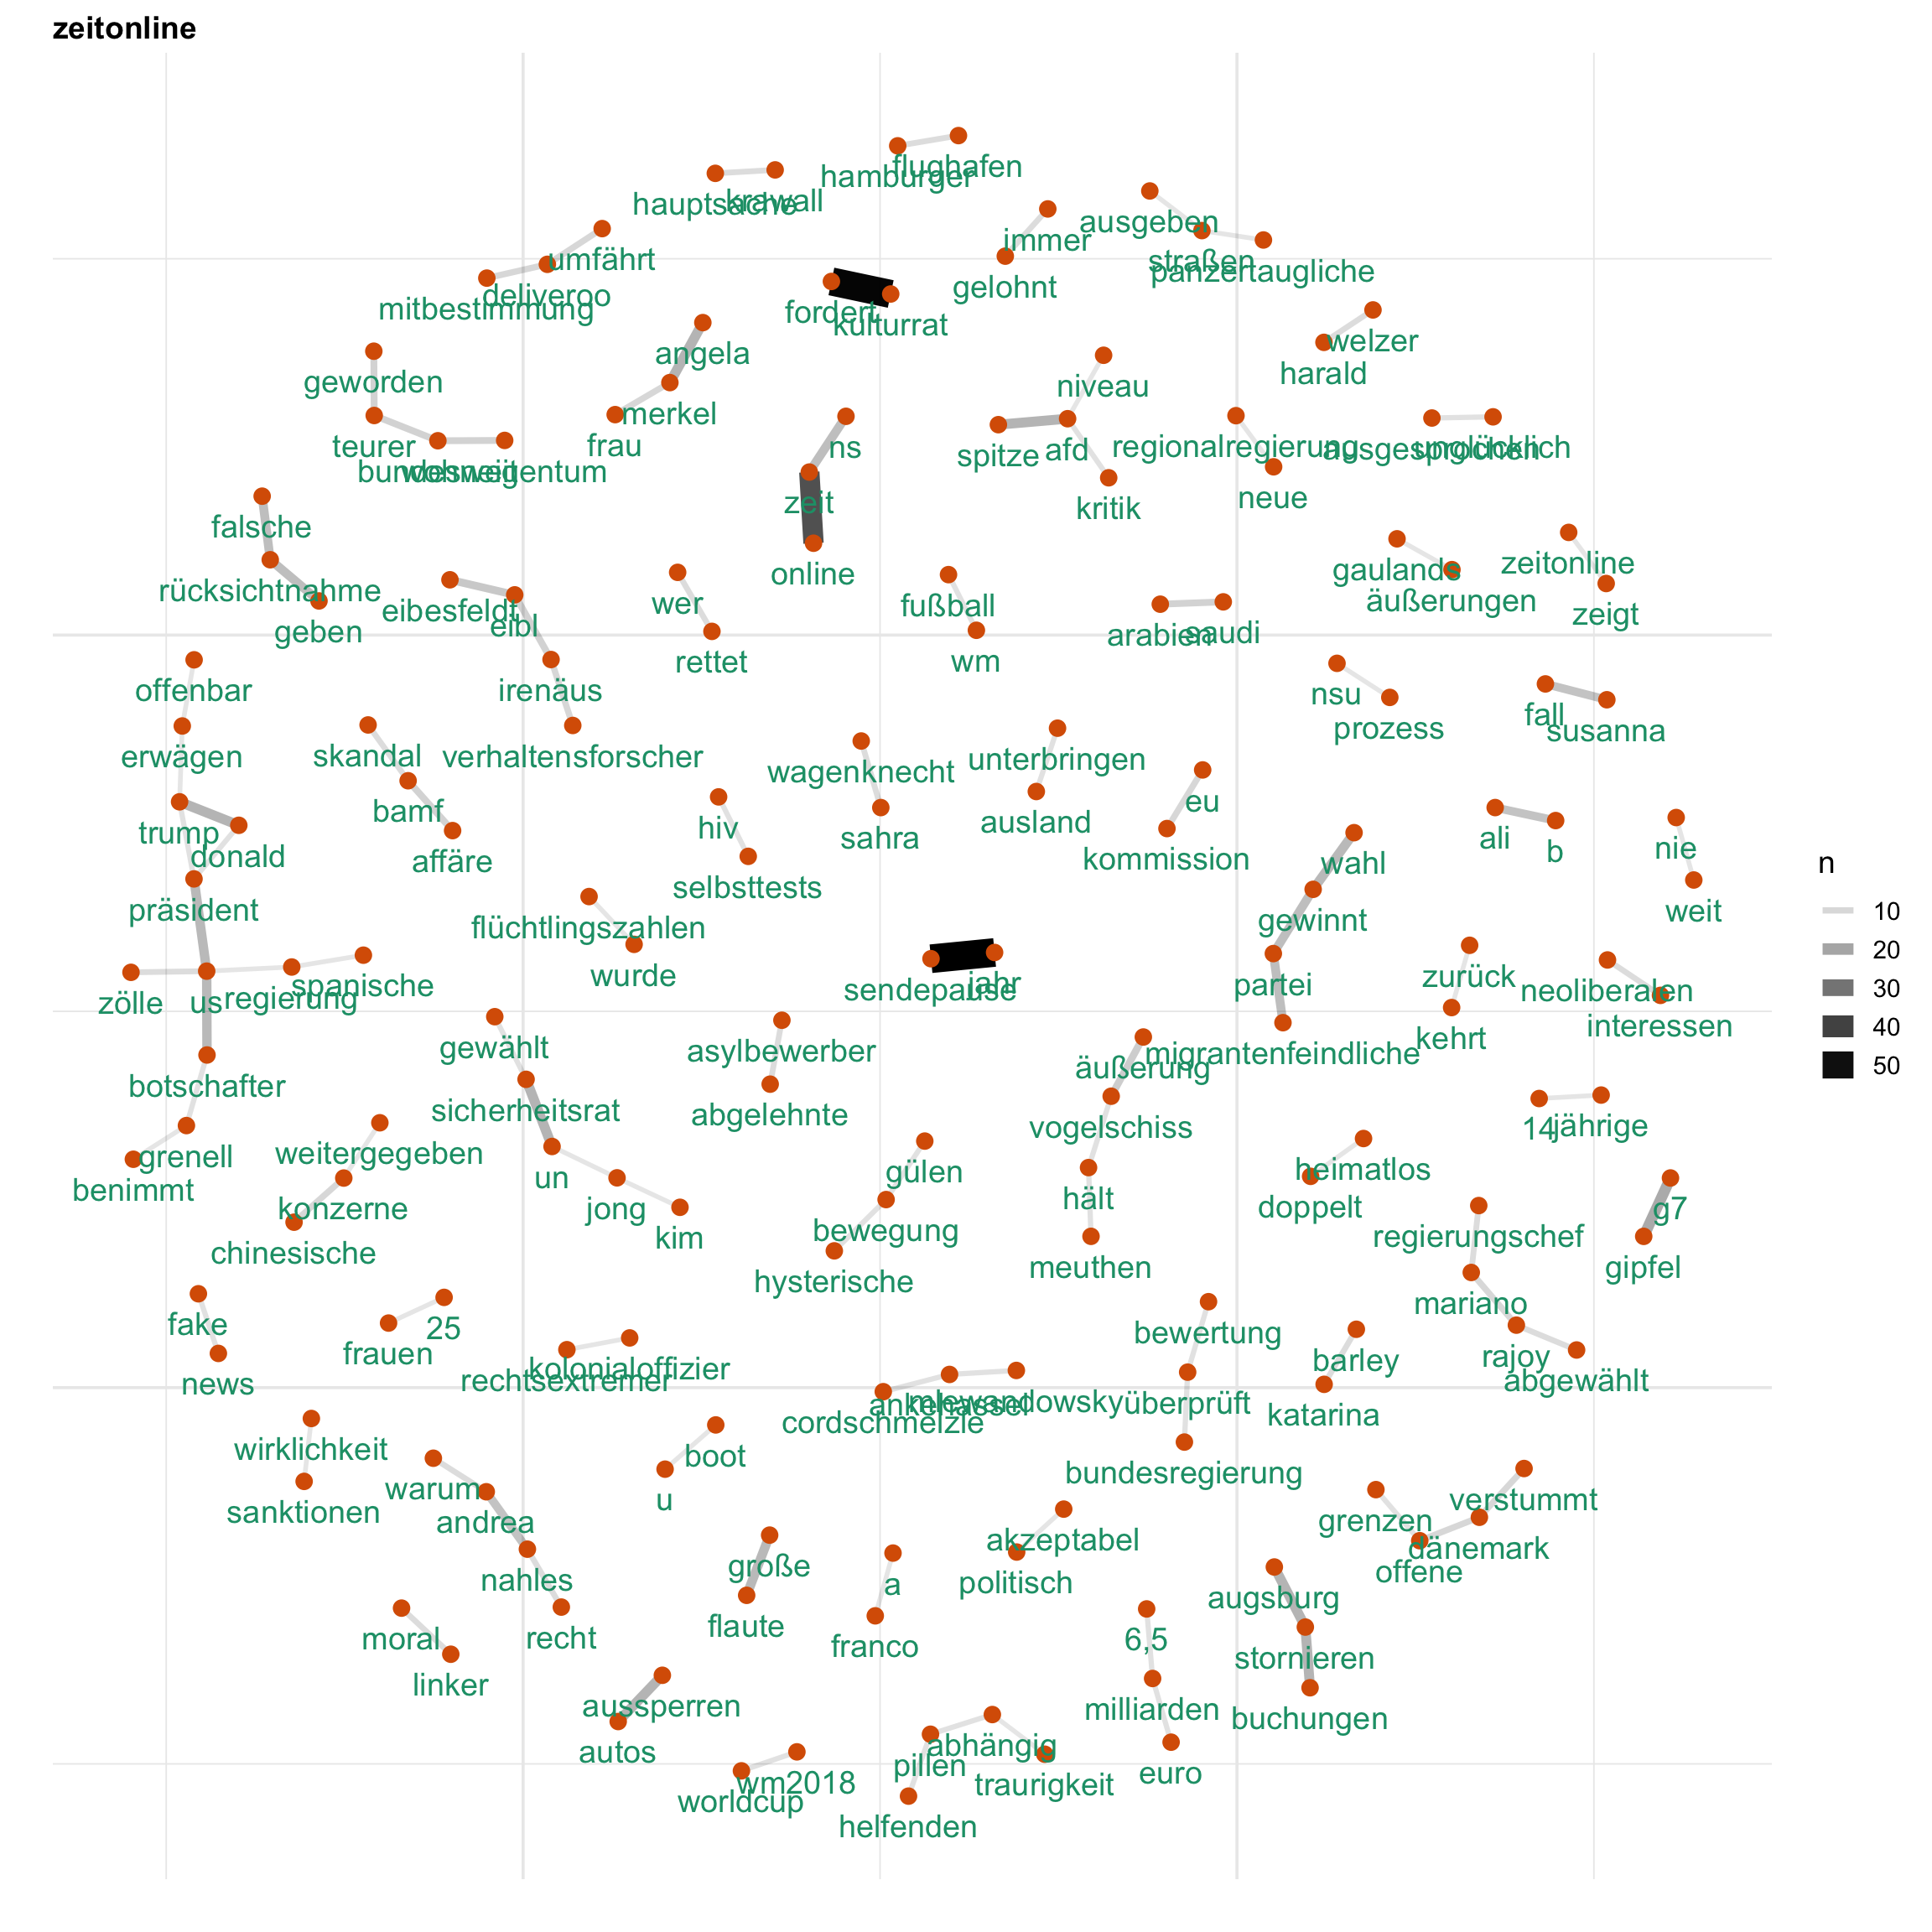 zeitonline
flughafen
hamburger
hauptsache
krawall
ausgeben
immer
umfährt
straßen
panzertaugliche
gelohnt
deliveroo
mitbestimmung
fordert
kulturrat
welzer
harald
angela
geworden
niveau
merkel
frau
teurer
ns
spitze
afd
regionalregierung
ausgesprochen
unglücklich
bundesweit
wohneigentum
zeit
kritik
neue
falsche
online
gaulands
zeitonline
rücksichtnahme
äußerungen
eibesfeldt
eibl
wer
fußball
zeigt
geben
arabien
saudi
rettet
wm
offenbar
irenäus
nsu
fall
susanna
prozess
erwägen
skandal
verhaltensforscher
wagenknecht
unterbringen
bamf
eu
trump
hiv
sahra
ausland
donald
affäre
kommission
wahl
ali
b
nie
n
selbsttests
präsident
flüchtlingszahlen
gewinnt
weit
10
20
wurde
zurück
spanische
zölle
us
regierung
sendepause
jahr
partei
neoliberalen
30
interessen
40
gewählt
asylbewerber
kehrt
migrantenfeindliche
äußerung
50
botschafter
sicherheitsrat
abgelehnte
vogelschiss
14
jährige
weitergegeben
grenell
benimmt
un
gülen
heimatlos
konzerne
jong
hält
doppelt
g7
chinesische
kim
bewegung
regierungschef
hysterische
meuthen
gipfel
mariano
fake
25
bewertung
frauen
barley
rajoy
news
kolonialoffizier
rechtsextremer
abgewählt
ankehassel
mlewandowsky
überprüft
cordschmelzle
katarina
wirklichkeit
boot
bundesregierung
warum
u
verstummt
sanktionen
andrea
grenzen
akzeptabel
dänemark
große
nahles
a
politisch
offene
augsburg
flaute
moral
recht
franco
6,5
stornieren
linker
aussperren
milliarden
buchungen
autos
abhängig
pillen
wm2018
traurigkeit
euro
worldcup
helfenden